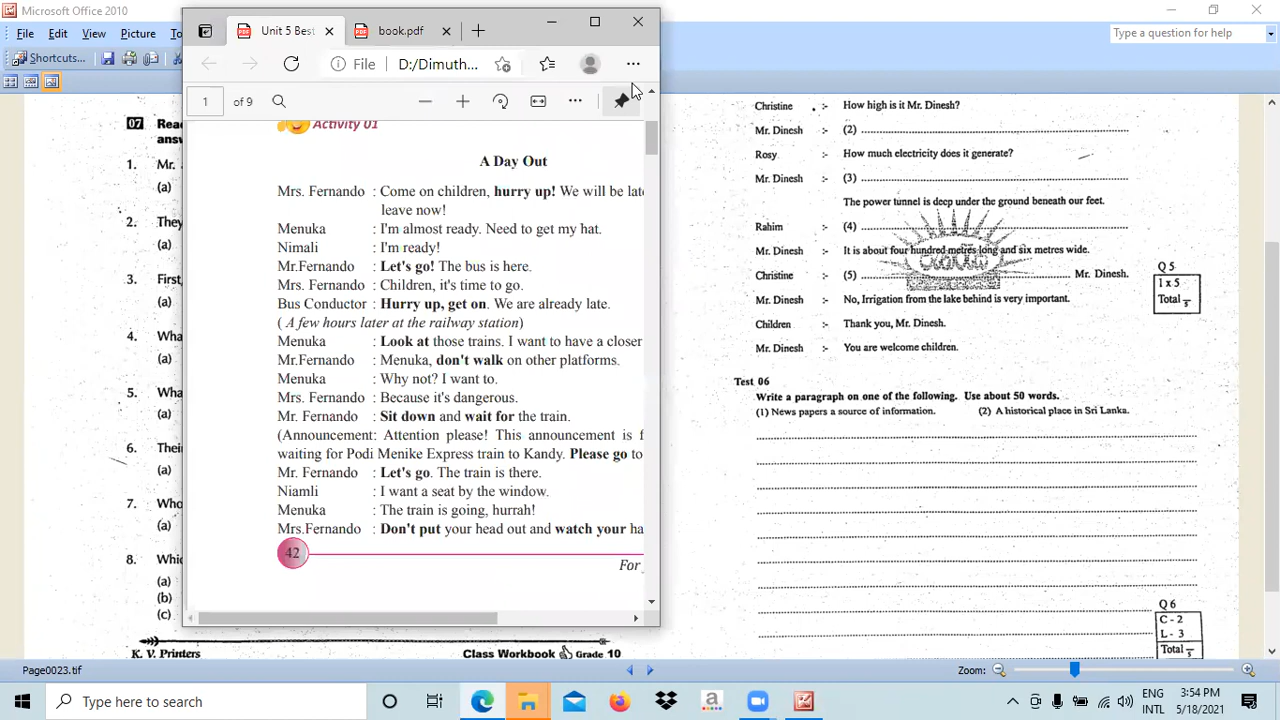 Microsoft Office 2010
File Edit View Picture
Type a question for help
Shortcuts...
Unit 5 Best
book.pdf
File D:/Dimuth...
1 of 9
Activity 01
A Day Out
Mrs. Fernando : Come on children, hurry up! We will be late
leave now!
Menuka : I'm almost ready. Need to get my hat.
Nimali : I'm ready!
Mr.Fernando : Let's go! The bus is here.
Mrs. Fernando : Children, it's time to go.
Bus Conductor : Hurry up, get on. We are already late.
( A few hours later at the railway station)
Menuka : Look at those trains. I want to have a closer
Mr.Fernando : Menuka, don't walk on other platforms.
Menuka : Why not? I want to.
Mrs. Fernando : Because it's dangerous.
Mr. Fernando : Sit down and wait for the train.
(Announcement: Attention please! This announcement is f
waiting for Podi Menike Express train to Kandy. Please go to
Mr. Fernando : Let's go. The train is there.
Niamli : I want a seat by the window.
Menuka : The train is going, hurrah!
Mrs.Fernando : Don't put your head out and watch your ha
42
For
07 Read
answ
1. Mr.
(a)
2. They
(a)
3. First,
(a)
4. Wha
(a)
5. Wha
(a)
6. Thei
(a)
7. Who
(a)
8. Whic
(a)
(b)
(c)
K. V. Printers Class Workbook Grade 10
Christine :- How high is it Mr. Dinesh?
Mr. Dinesh :- (2)
Rosy :- How much electricity does it generate?
Mr. Dinesh :- (3)
The power tunnel is deep under the ground beneath our feet.
Rahim :- (4)
Mr. Dinesh :- It is about four hundred metres long and six metres wide.
Christine :- (5) Mr. Dinesh.
Mr. Dinesh :- No, Irrigation from the lake behind is very important.
Children :- Thank you, Mr. Dinesh.
Mr. Dinesh :- You are welcome children.
Q 5
1 x 5
Total 5
Test 06
Write a paragraph on one of the following. Use about 50 words.
(1) News papers a source of information. (2) A historical place in Sri Lanka.
Q 6
C - 2
L - 3
Total 5
Page0023.tif
Zoom:
Type here to search
ENG
INTL
3:54 PM
5/18/2021